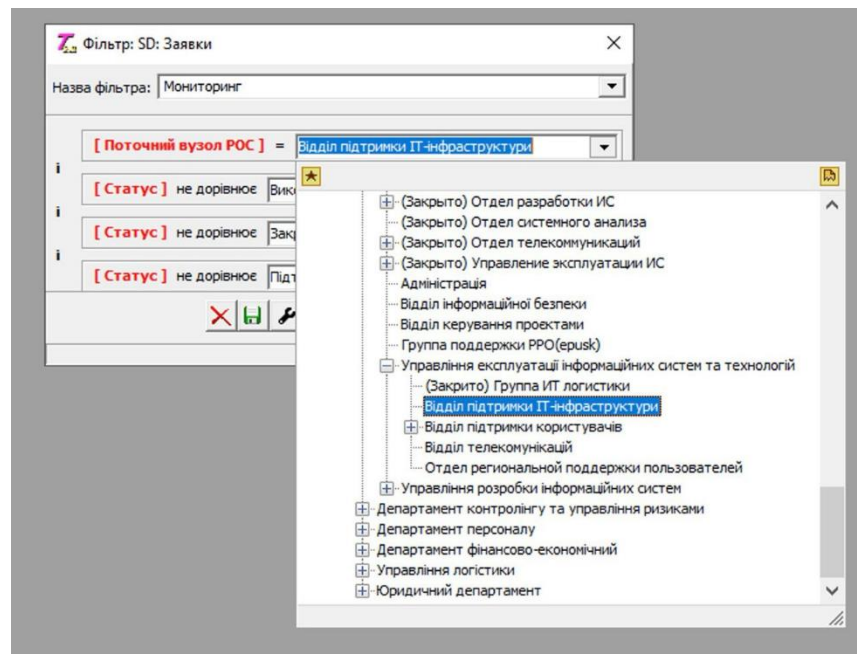 Фільтр: SD: Заявки
Назва фільтра: Мониторинг
[ Поточний вузол РОС ] = Відділ підтримки ІТ-інфраструктури
і
[ Статус ] не дорівнює
і
[ Статус ] не дорівнює
і
[ Статус ] не дорівнює
(Закрыто) Отдел разработки ИС
(Закрыто) Отдел системного анализа
(Закрыто) Отдел телекоммуникаций
(Закрыто) Управление эксплуатации ИС
Адміністрація
Відділ інформаційної безпеки
Відділ керування проектами
Группа поддержки РРО(epusk)
Управління експлуатації інформаційних систем та технологій
(Закрито) Группа ИТ логистики
Відділ підтримки ІТ-інфраструктури
Відділ підтримки користувачів
Відділ телекомунікацій
Отдел региональной поддержки пользователей
Управління розробки інформаційних систем
Департамент контролінгу та управління ризиками
Департамент персоналу
Департамент фінансово-економічний
Управління логістики
Юридичний департамент